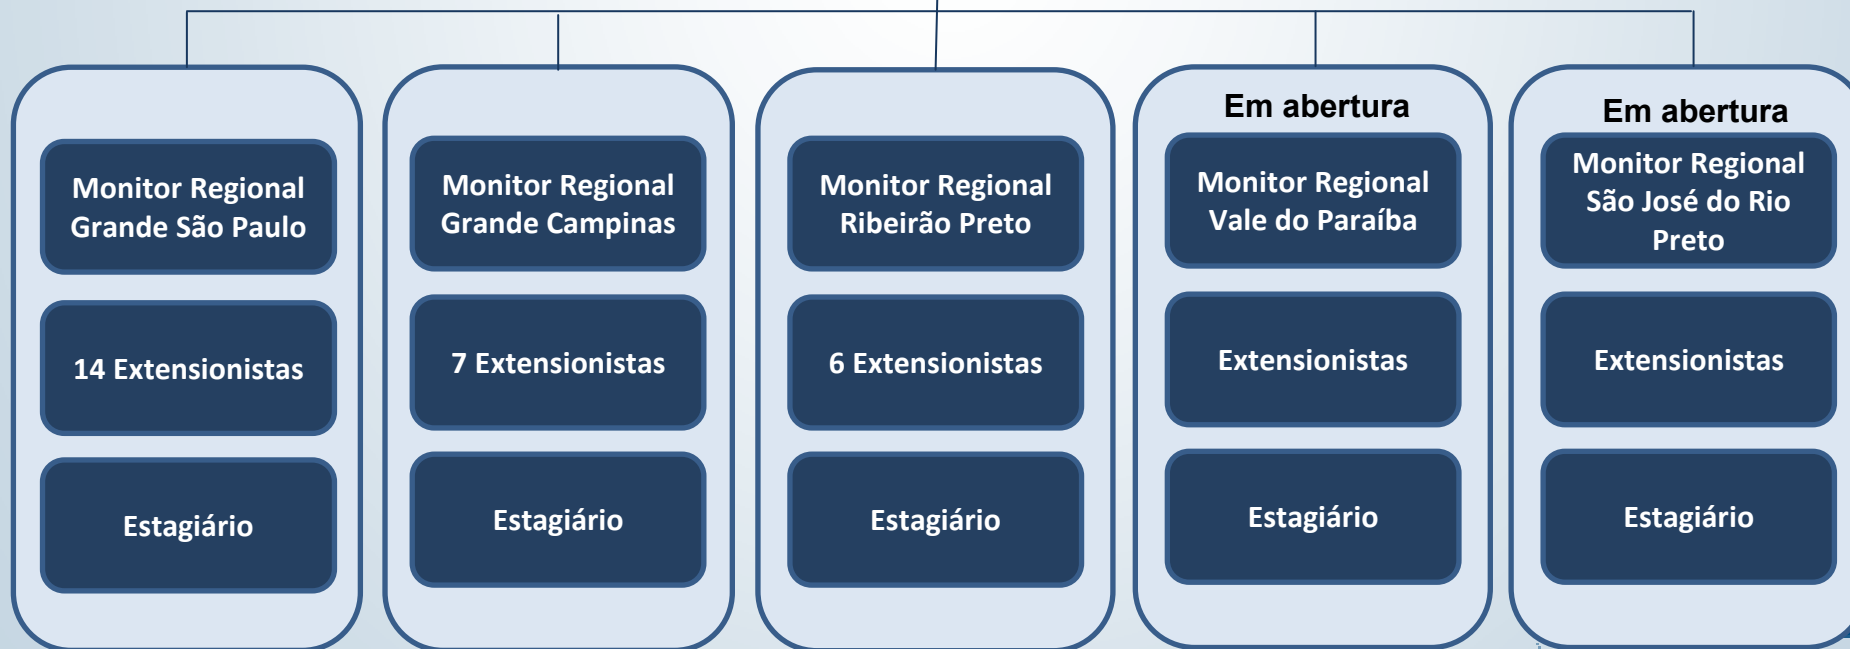 Monitor Regional
Grande São Paulo
14 Extensionistas
Estagiário
Monitor Regional
Grande Campinas
7 Extensionistas
Estagiário
Monitor Regional
Ribeirão Preto
6 Extensionistas
Estagiário
Em abertura
Monitor Regional
Vale do Paraíba
Extensionistas
Estagiário
Em abertura
Monitor Regional
São José do Rio
Preto
Extensionistas
Estagiário